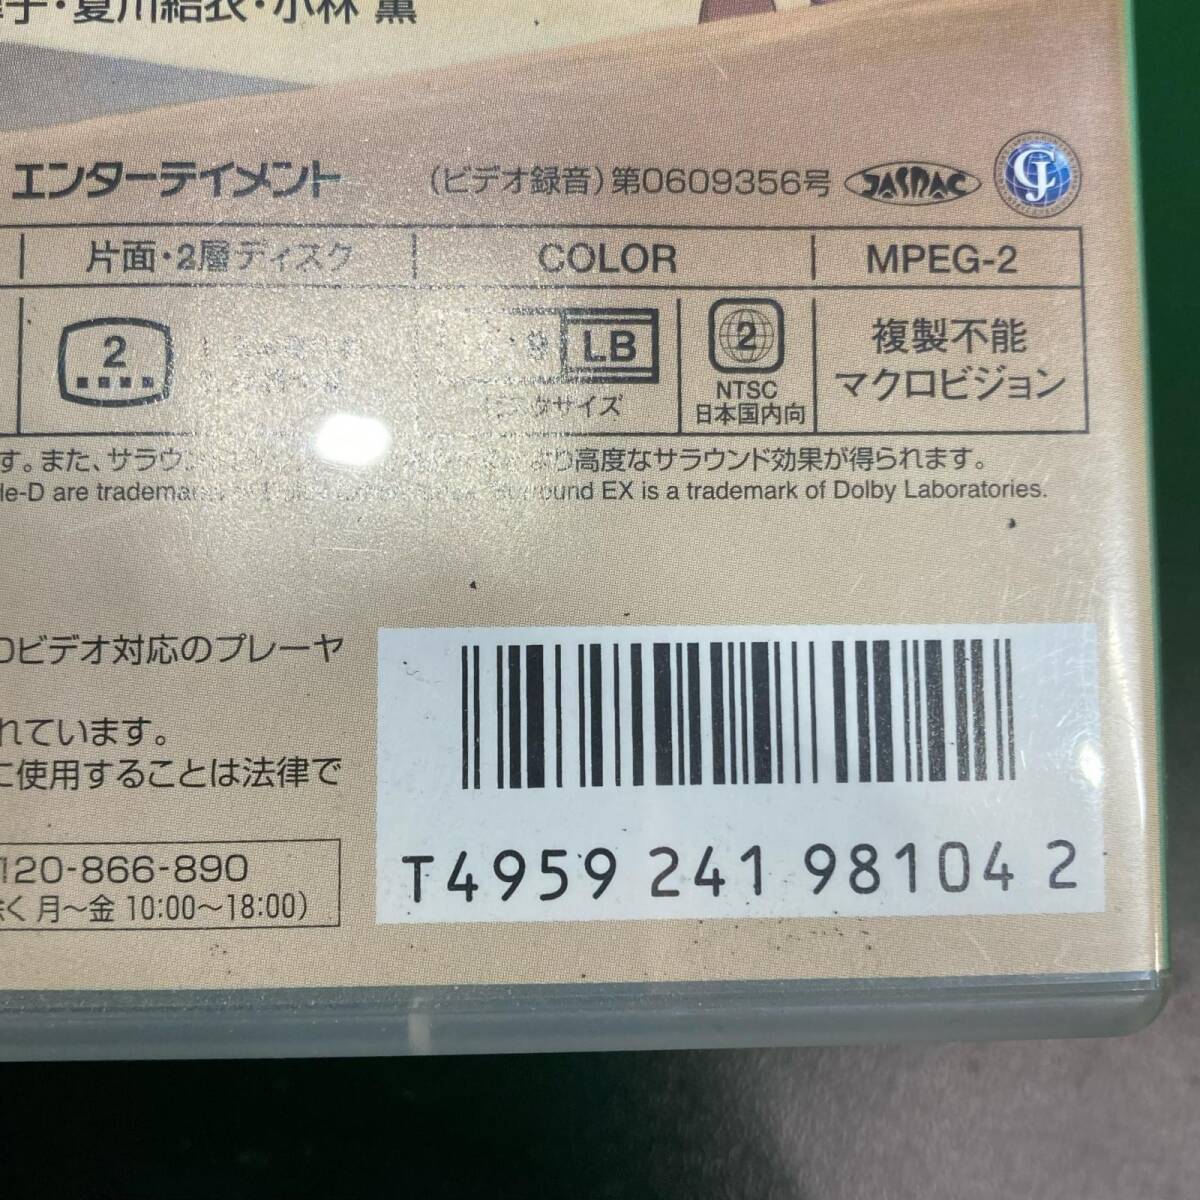 子・夏川結衣・小林 薫
エンターテイメント
(ビデオ録音)第0609356号
JASRAC
CJ
片面・2層ディスク
COLOR
MPEG-2
2
LB
サイズ
2
NTSC
日本国内向
複製不能
マクロビジョン
す。また、サラウ
高度なサラウンド効果が得られます。
le-D are
EX is a trademark of Dolby Laboratories.
Dビデオ対応のプレーヤ
れています。
に使用することは法律で
120-866-890
く 月～金 10:00～18:00)
T4959 241 98104 2